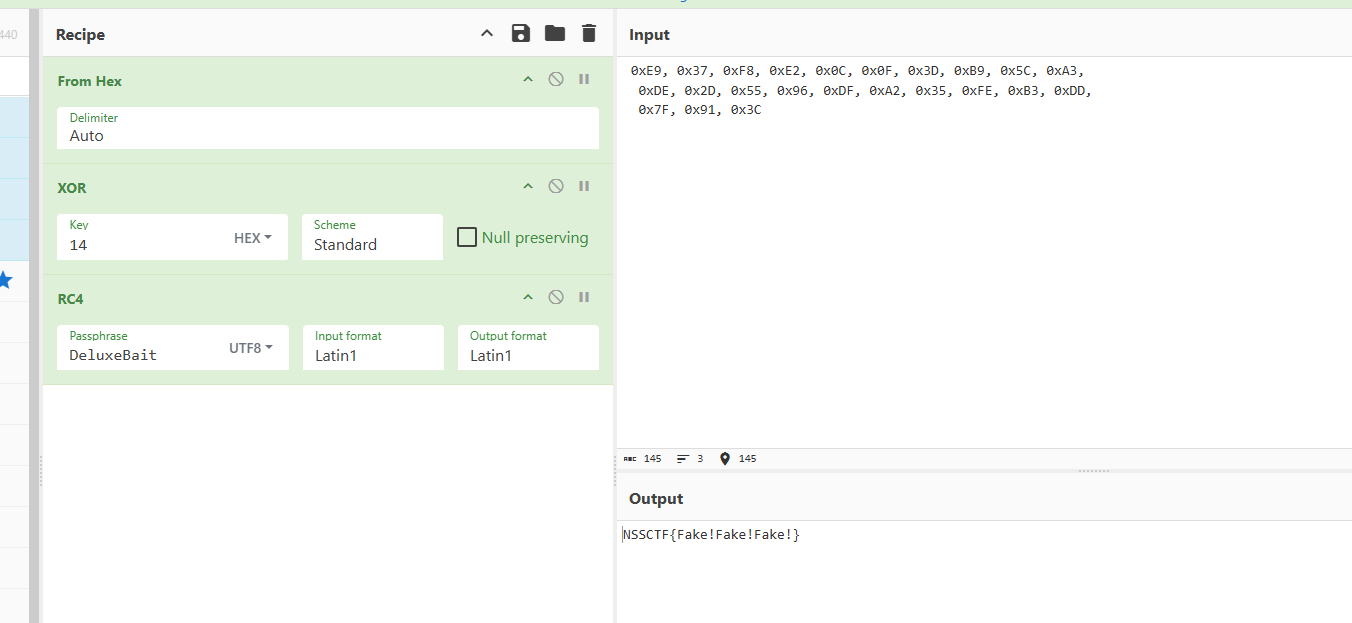 440
Recipe
Input
From Hex
Delimiter
Auto
XOR
Key
14
HEX
Scheme
Standard
Null preserving
RC4
Passphrase
DeluxeBait
UTF8
Input format
Latin1
Output format
Latin1
0xE9, 0x37, 0xF8, 0xE2, 0x0C, 0x0F, 0x3D, 0xB9, 0x5C, 0xA3,
0xDE, 0x2D, 0x55, 0x96, 0xDF, 0xA2, 0x35, 0xFE, 0xB3, 0xDD,
0x7F, 0x91, 0x3C
ABC 145 3 145
Output
NSSCTF{Fake!Fake!Fake!}